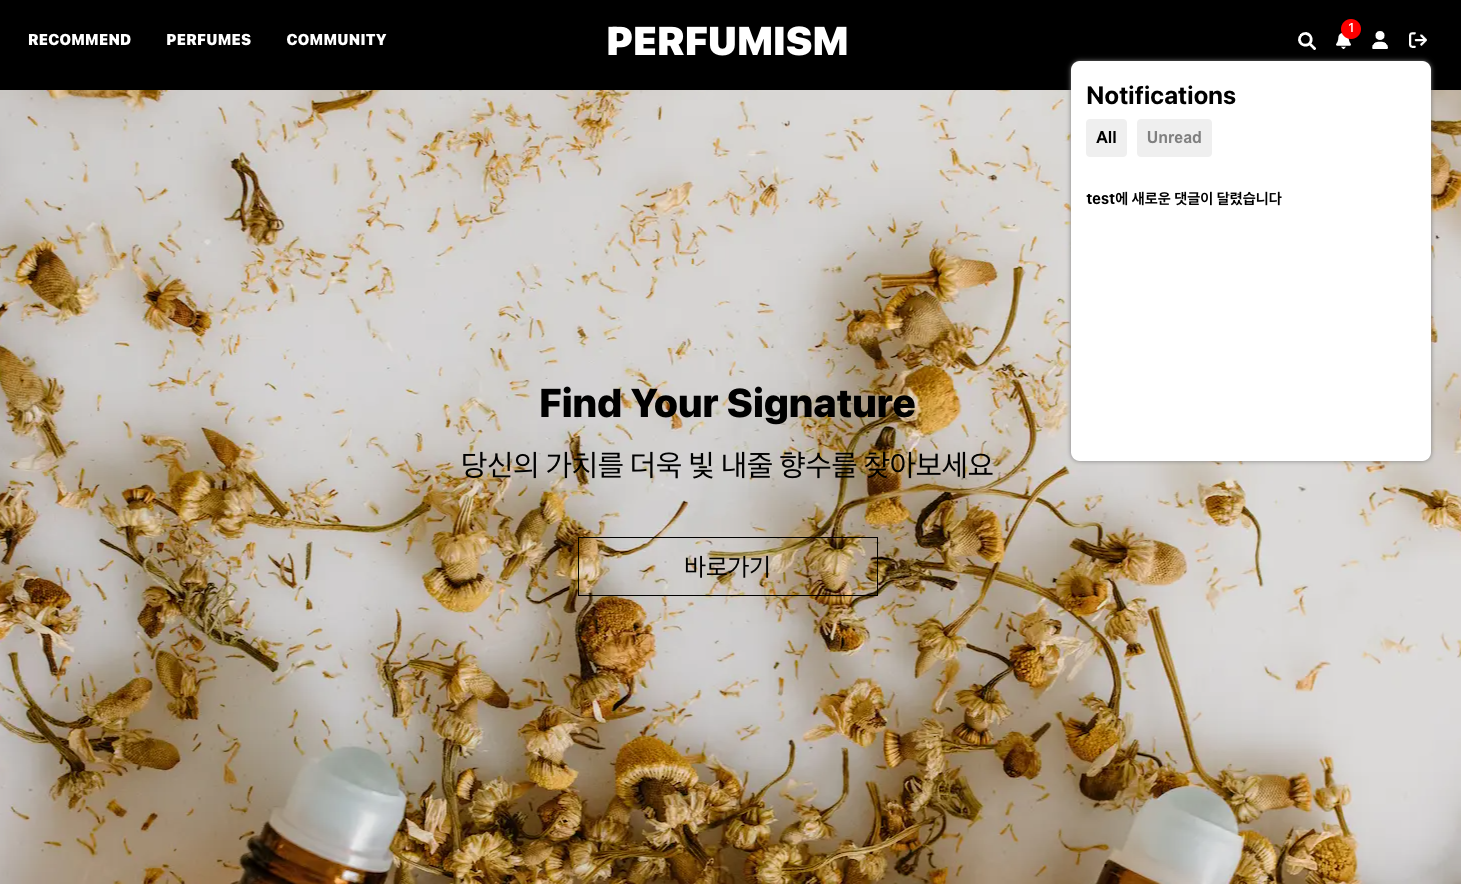 RECOMMEND PERFUMES COMMUNITY PERFUMISM 1
Notifications
All Unread
test에 새로운 댓글이 달렸습니다
Find Your Signature
당신의 가치를 더욱 빛 내줄 향수를 찾아보세요
바로가기